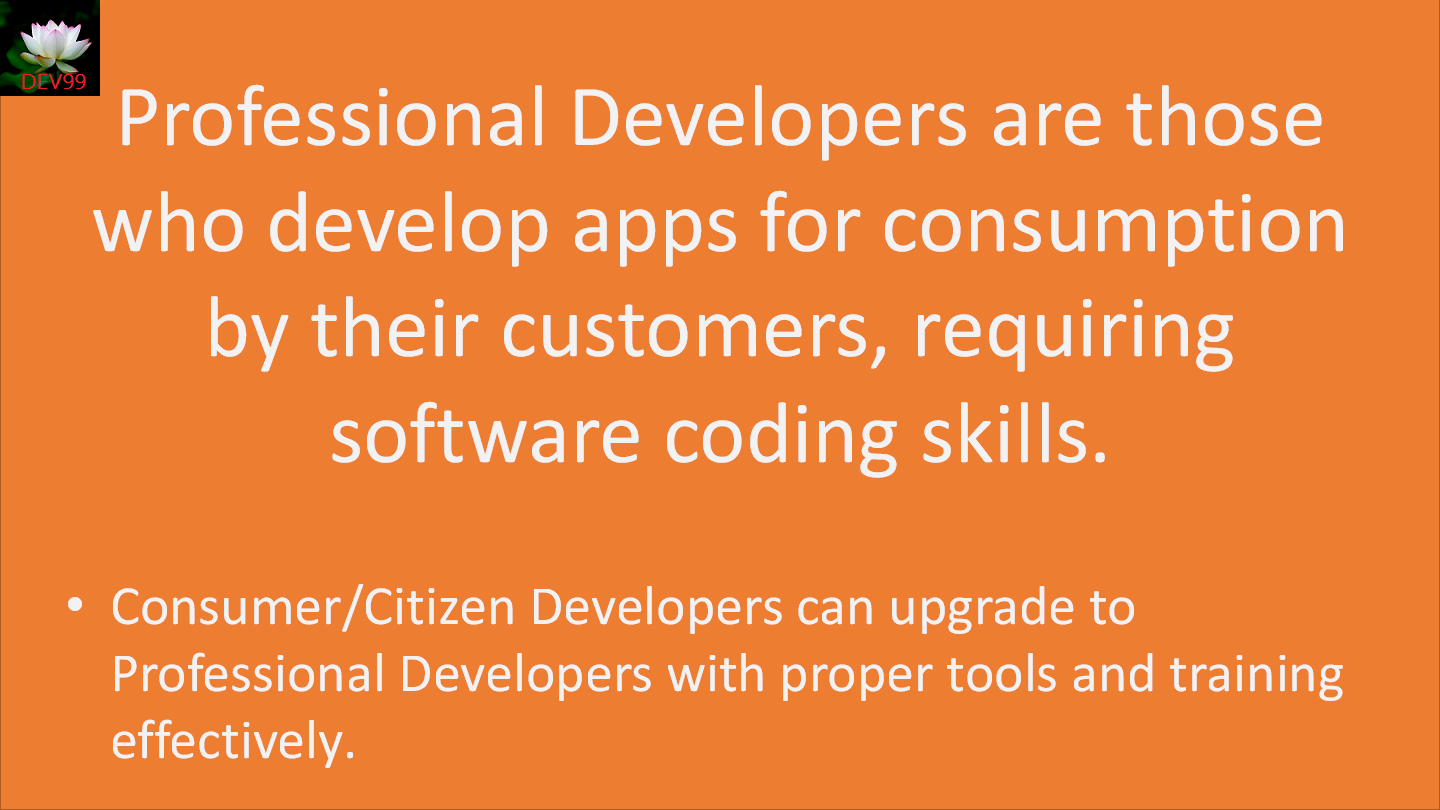 DEV99
Professional Developers are those
who develop apps for consumption
by their customers, requiring
software coding skills.
• Consumer/Citizen Developers can upgrade to
Professional Developers with proper tools and training
effectively.